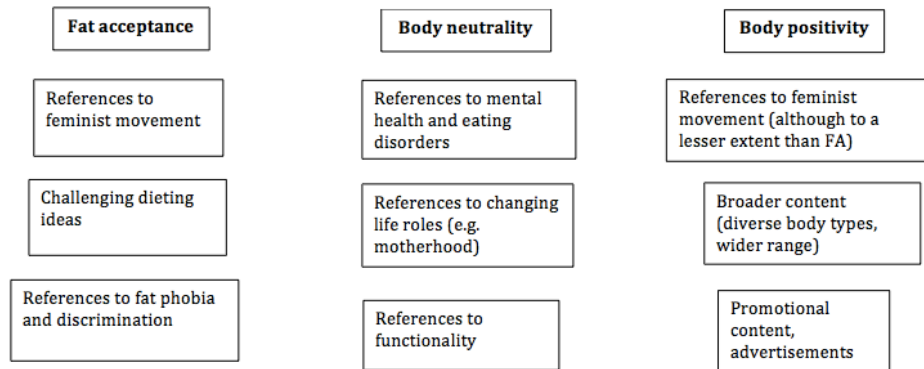 Fat acceptance
References to
feminist movement
Challenging dieting
ideas
References to fat phobia
and discrimination
Body neutrality
References to mental
health and eating
disorders
References to changing
life roles (e.g.
motherhood)
References to
functionality
Body positivity
References to feminist
movement (although to a
lesser extent than FA)
Broader content
(diverse body types,
wider range)
Promotional
content,
advertisements